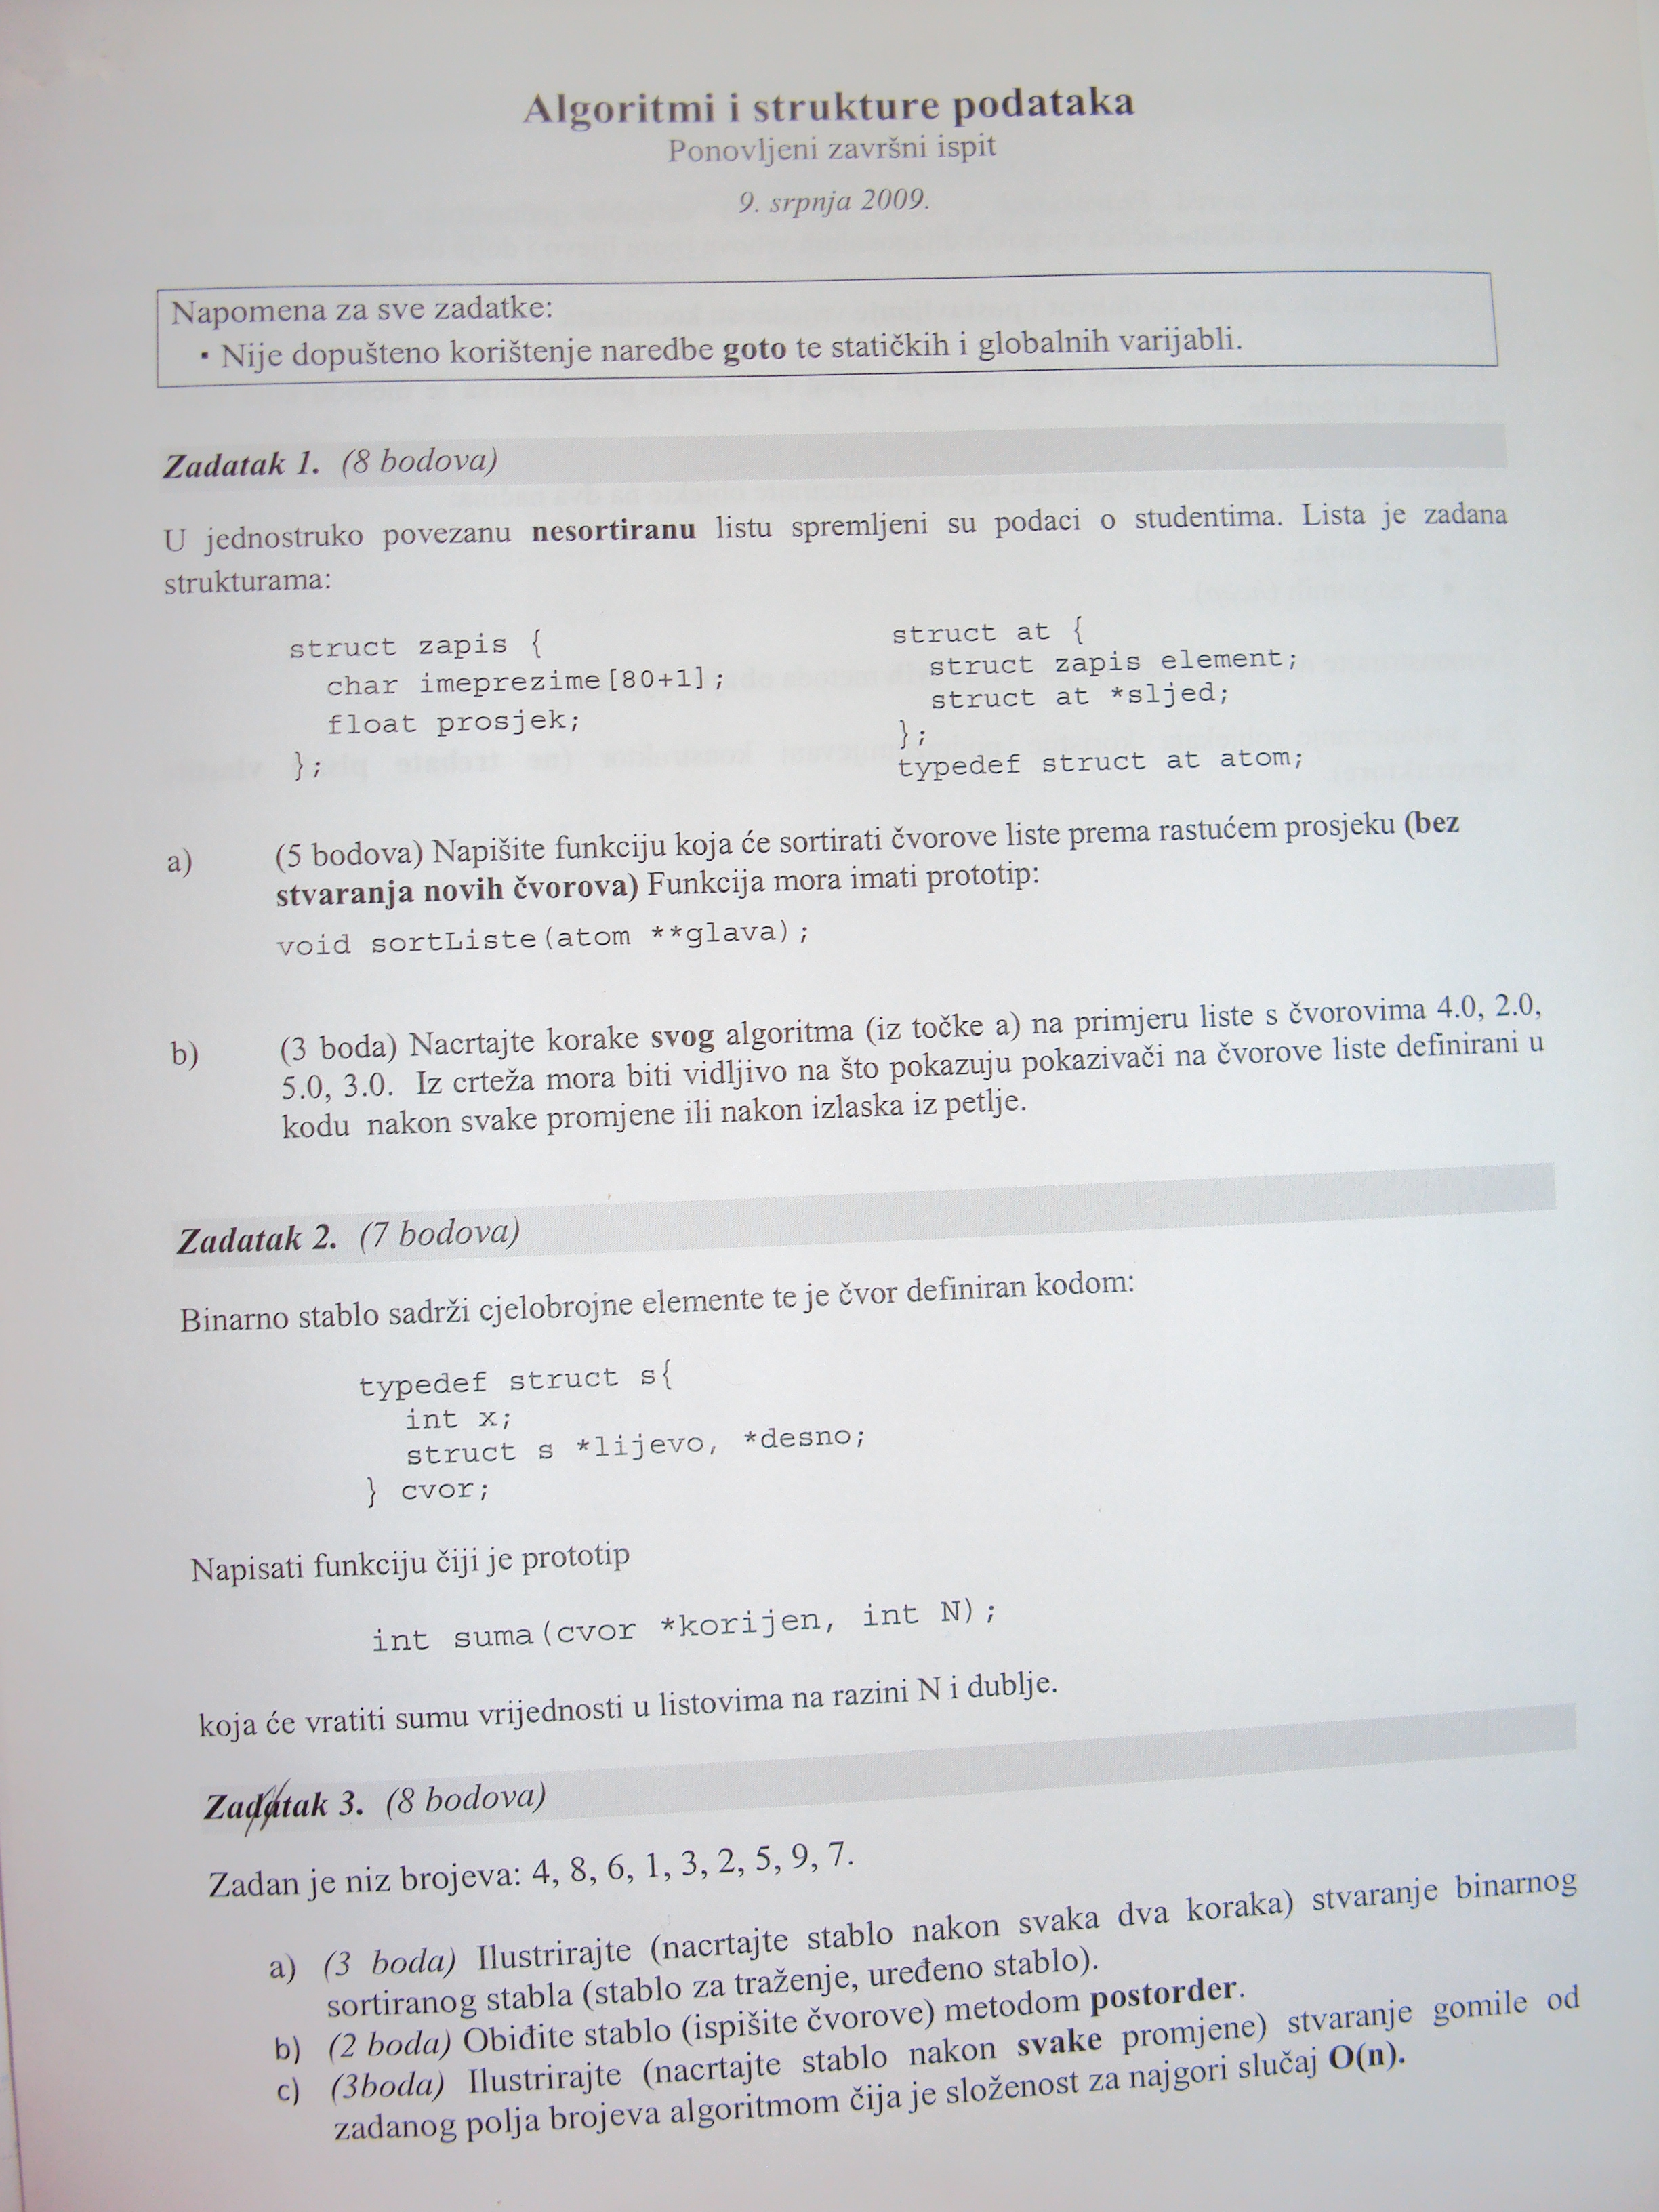 Algoritmi i strukture podataka
Ponovljeni završni ispit
9. srpnja 2009.
Napomena za sve zadatke:
▪ Nije dopušteno korištenje naredbe goto te statičkih i globalnih varijabli.
Zadatak 1. (8 bodova)
U jednostruko povezanu nesortiranu listu spremljeni su podaci o studentima. Lista je zadana
strukturama:
struct zapis {
char imeprezime[80+1];
float prosjek;
};
struct at {
struct zapis element;
struct at *sljed;
};
typedef struct at atom;
a) (5 bodova) Napišite funkciju koja će sortirati čvorove liste prema rastućem prosjeku (bez
stvaranja novih čvorova) Funkcija mora imati prototip:
void sortListe(atom **glava);
b) (3 boda) Nacrtajte korake svog algoritma (iz točke a) na primjeru liste s čvorovima 4.0, 2.0,
5.0, 3.0. Iz crteža mora biti vidljivo na što pokazuju pokazivači na čvorove liste definirani u
kodu nakon svake promjene ili nakon izlaska iz petlje.
Zadatak 2. (7 bodova)
Binarno stablo sadrži cjelobrojne elemente te je čvor definiran kodom:
typedef struct s{
int x;
struct s *lijevo, *desno;
} cvor;
Napisati funkciju čiji je prototip
int suma(cvor *korijen, int N);
koja će vratiti sumu vrijednosti u listovima na razini N i dublje.
Zadatak 3. (8 bodova)
Zadan je niz brojeva: 4, 8, 6, 1, 3, 2, 5, 9, 7.
a) (3 boda) Ilustrirajte (nacrtajte stablo nakon svaka dva koraka) stvaranje binarnog
sortiranog stabla (stablo za traženje, uređeno stablo).
b) (2 boda) Obiđite stablo (ispišite čvorove) metodom postorder.
c) (3boda) Ilustrirajte (nacrtajte stablo nakon svake promjene) stvaranje gomile od
zadanog polja brojeva algoritmom čija je složenost za najgori slučaj O(n).